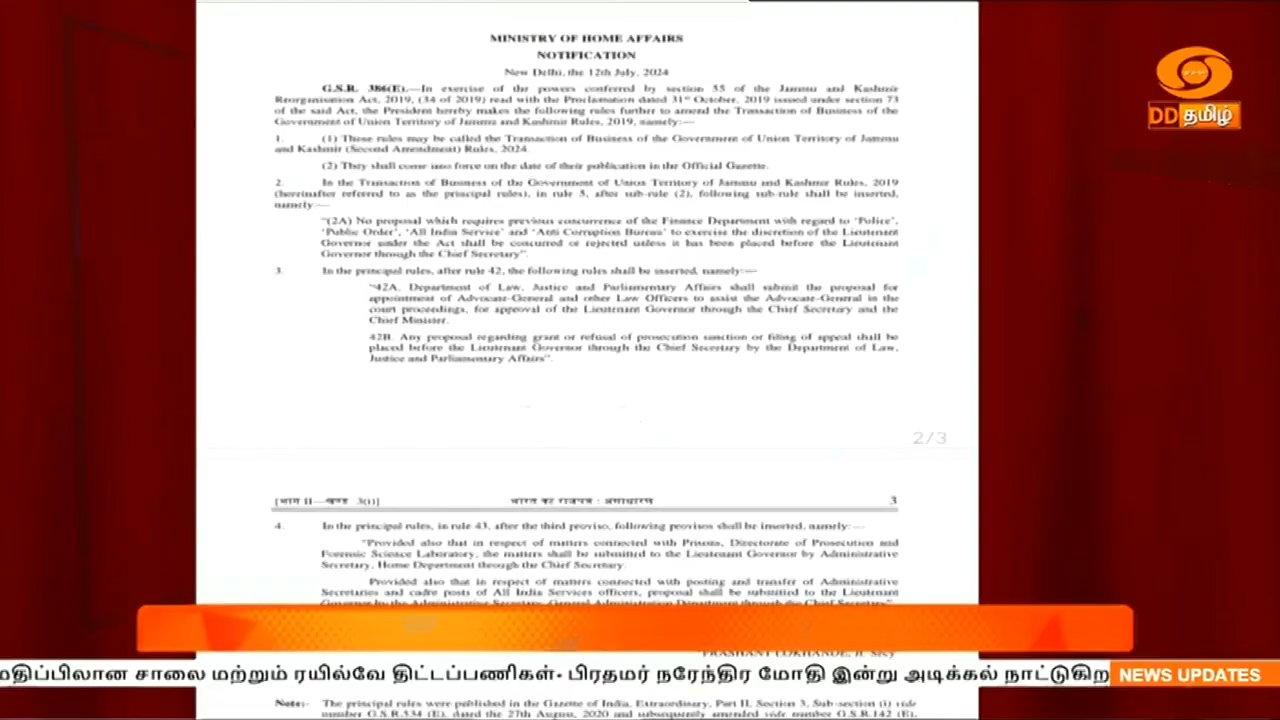 MINISTRY OF HOME AFFAIRS
NOTIFICATION
New Delhi, the 12th July, 2024
G.S.R. 386(E).—In exercise of the powers conferred by section 55 of the Jammu and Kashmir
Reorganisation Act, 2019, (34 of 2019) read with the Proclamation dated 31st October, 2019 issued under section 73
of the said Act, the President hereby makes the following rules further to amend the Transaction of Business of the
Government of Union Territory of Jammu and Kashmir Rules, 2019, namely:—
1. (1) These rules may be called the Transaction of Business of the Government of Union Territory of Jammu
and Kashmir (Second Amendment) Rules, 2024.
(2) They shall come into force on the date of their publication in the Official Gazette.
2. In the Transaction of Business of the Government of Union Territory of Jammu and Kashmir Rules, 2019
(hereinafter referred to as the principal rules), in rule 5, after sub-rule (2), following sub-rule shall be inserted,
namely:—
"(2A) No proposal which requires previous concurrence of the Finance Department with regard to 'Police',
'Public Order', 'All India Service' and 'Anti Corruption Bureau' to exercise the discretion of the Lieutenant
Governor under the Act shall be concurred or rejected unless it has been placed before the Lieutenant
Governor through the Chief Secretary".
3. In the principal rules, after rule 42, the following rules shall be inserted, namely:—
"42A. Department of Law, Justice and Parliamentary Affairs shall submit the proposal for
appointment of Advocate-General and other Law Officers to assist the Advocate-General in the
court proceedings, for approval of the Lieutenant Governor through the Chief Secretary and the
Chief Minister.
42B. Any proposal regarding grant or refusal of prosecution sanction or filing of appeal shall be
placed before the Lieutenant Governor through the Chief Secretary by the Department of Law,
Justice and Parliamentary Affairs".
2/3
[भाग II—खण्ड 3(i)] भारत का राजपत्र : असाधारण 3
4. In the principal rules, in rule 43, after the third proviso, following provisos shall be inserted, namely:—
"Provided also that in respect of matters connected with Prisons, Directorate of Prosecution and
Forensic Science Laboratory, the matters shall be submitted to the Lieutenant Governor by Administrative
Secretary, Home Department through the Chief Secretary.
Provided also that in respect of matters connected with posting and transfer of Administrative
Secretaries and cadre posts of All India Services officers, proposal shall be submitted to the Lieutenant
Governor by the Administrative Secretary, General Administration Department through the Chief Secretary".
PRASHANT LOKHANDE, Jt. Secy
Note:- The principal rules were published in the Gazette of India, Extraordinary, Part II, Section 3, Sub-section (i) vide
number G.S.R.534 (E), dated the 27th August, 2020 and subsequently amended vide number G.S.R.142 (E),
DD தமிழ்
மதிப்பிலான சாலை மற்றும் ரயில்வே திட்டப்பணிகள்- பிரதமர் நரேந்திர மோதி இன்று அடிக்கல் நாட்டுகிற
NEWS UPDATES